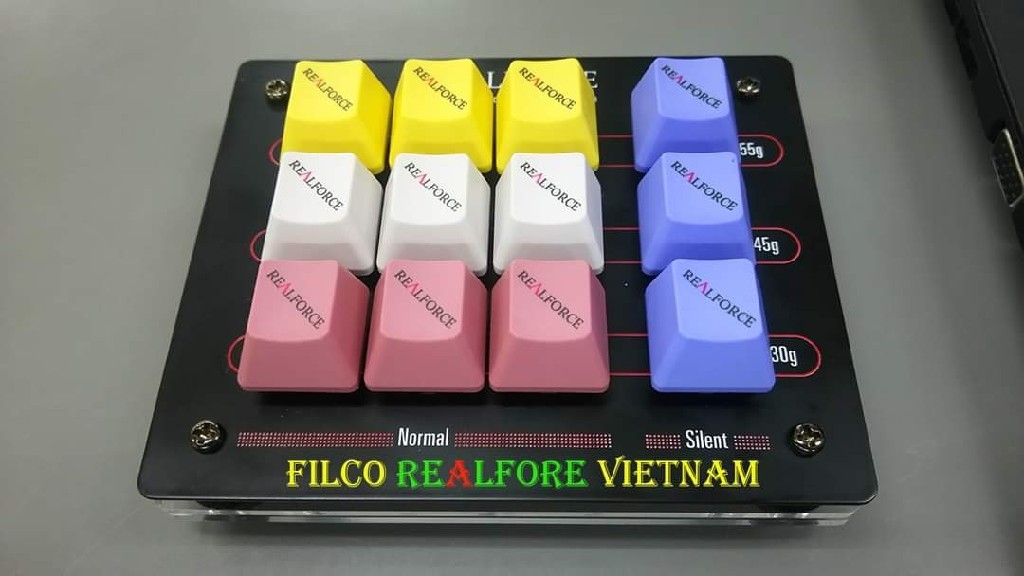 REALFORCE REALFORCE REALFORCE REALFORCE
55g
REALFORCE REALFORCE REALFORCE REALFORCE
45g
REALFORCE REALFORCE REALFORCE REALFORCE
30g
Normal Silent
FILCO REALFORE VIETNAM